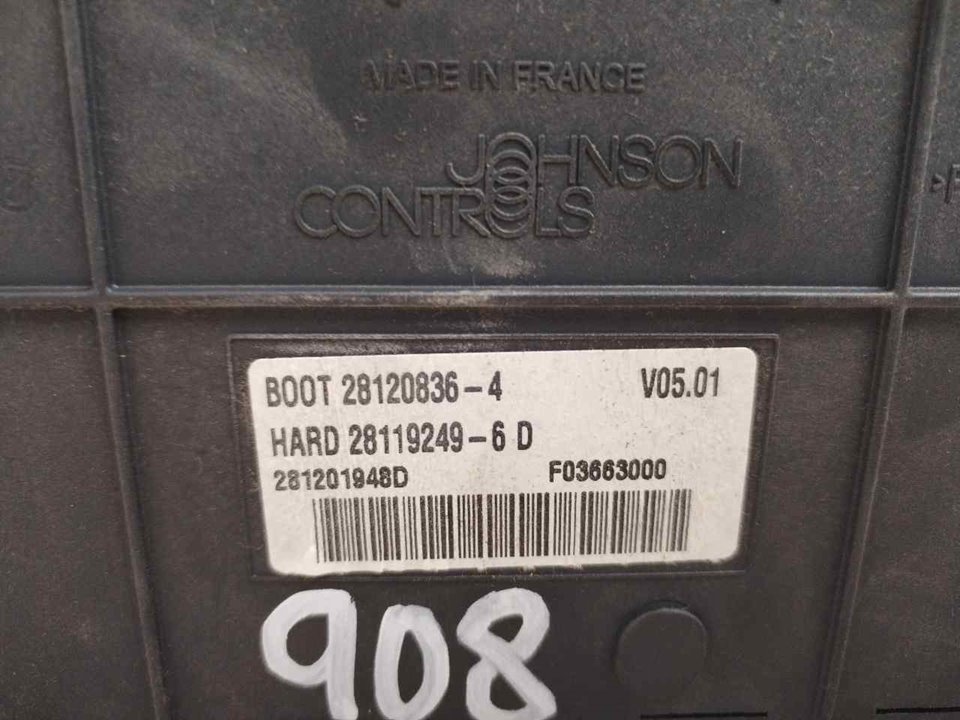 MADE IN FRANCE
JOHNSON
CONTROLS
BOOT 28120836-4 V05.01
HARD 28119249-6 D
281201948D F03663000
908